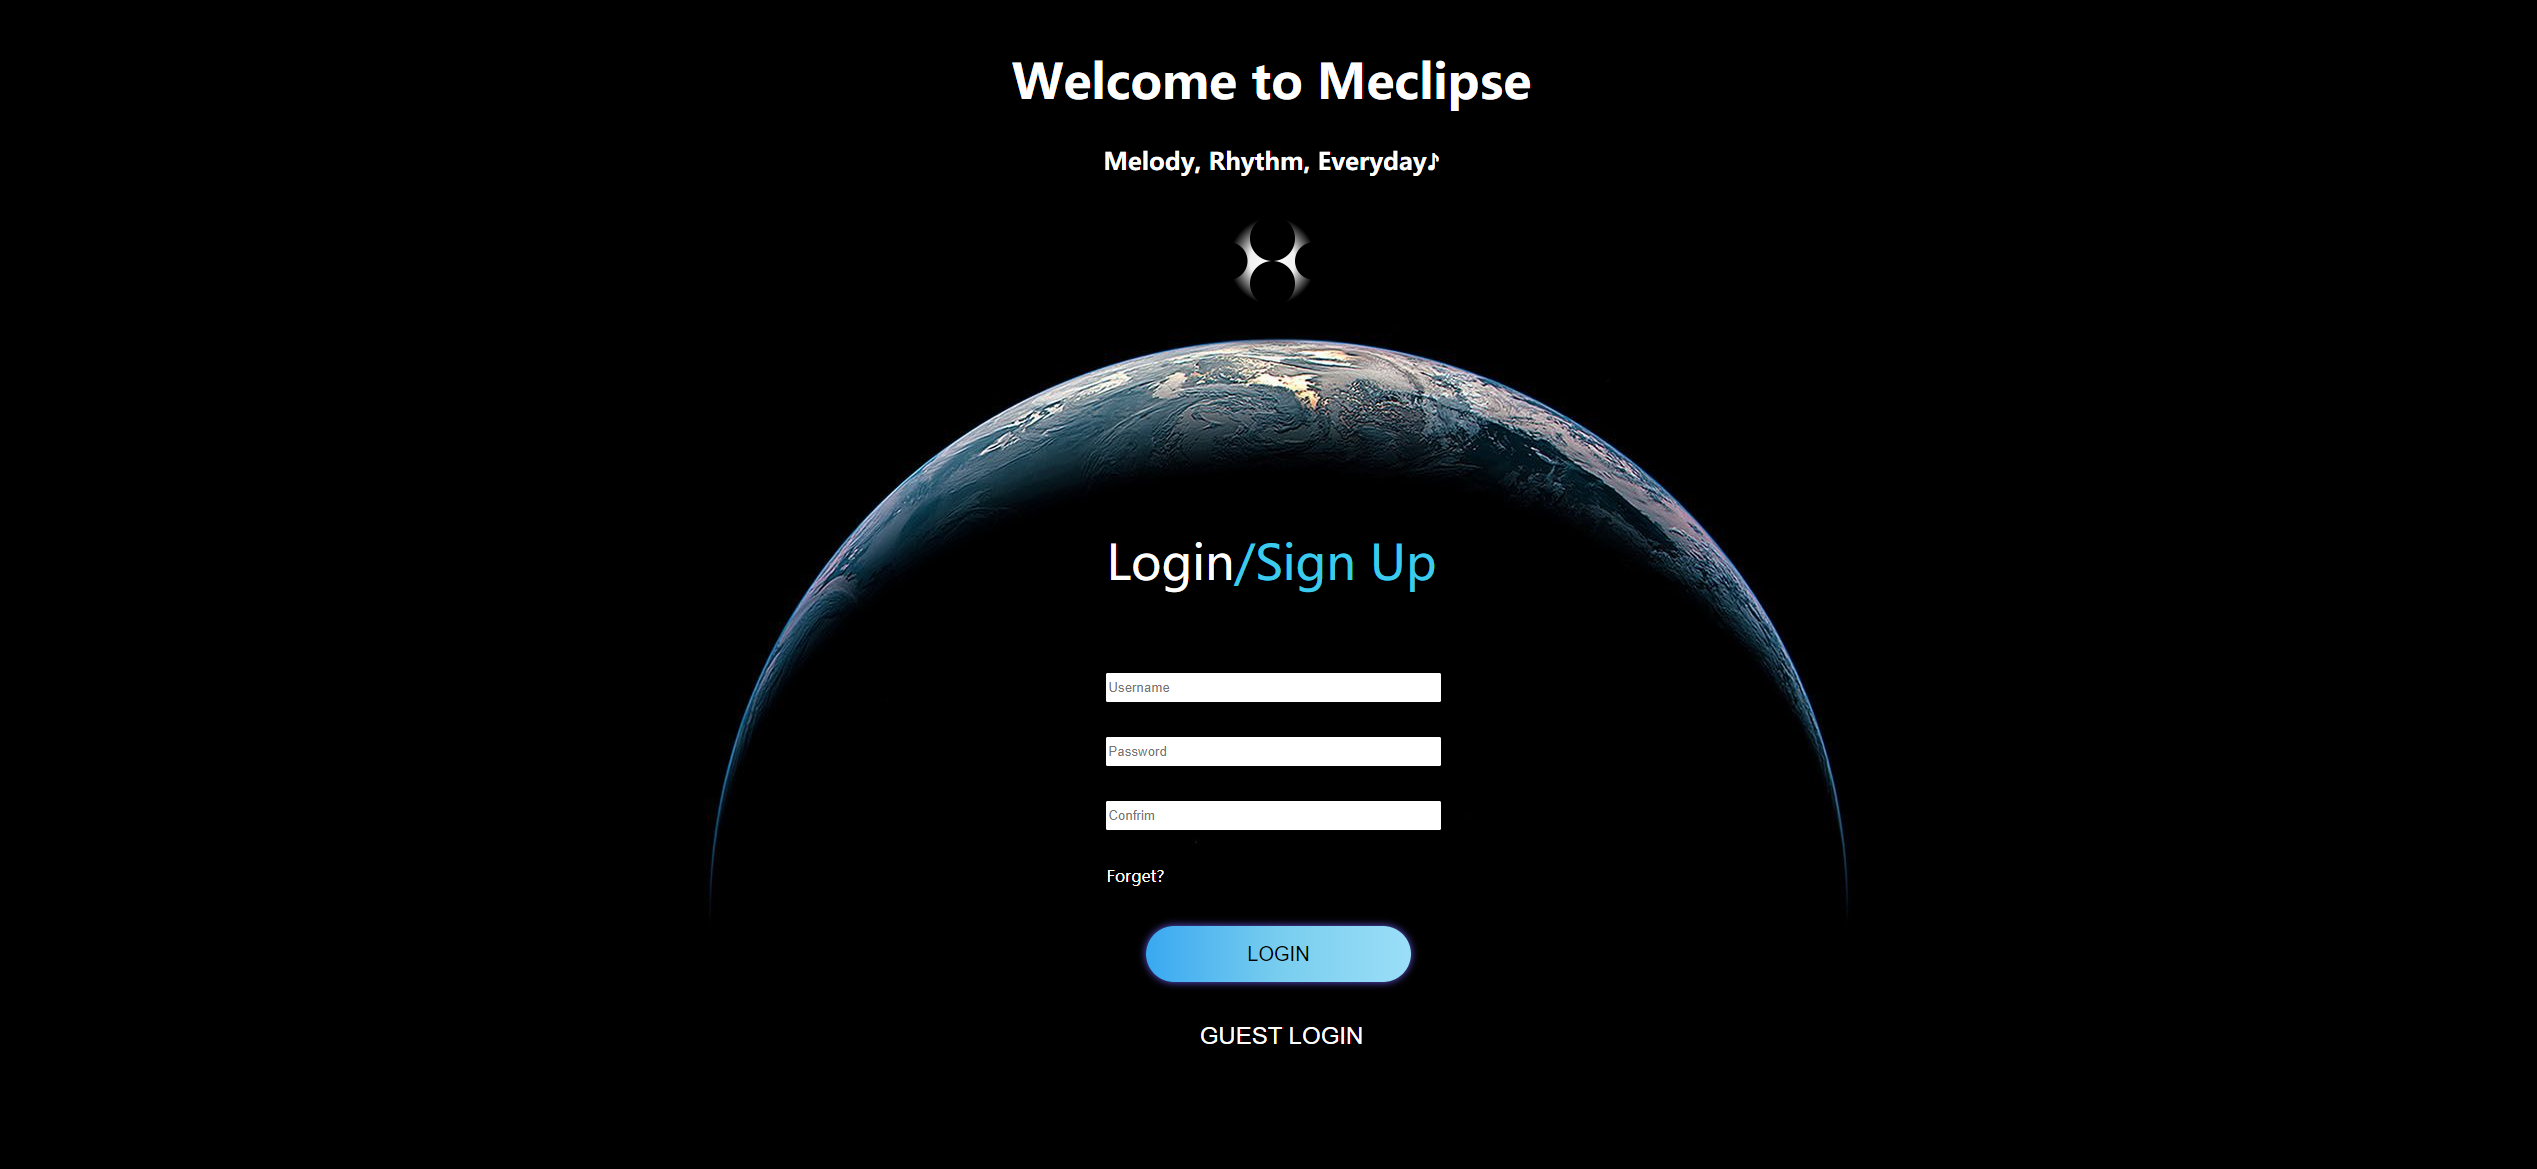 Welcome to Meclipse
Melody, Rhythm, Everyday♪
Login/Sign Up
Username
Password
Confrim
Forget?
LOGIN
GUEST LOGIN